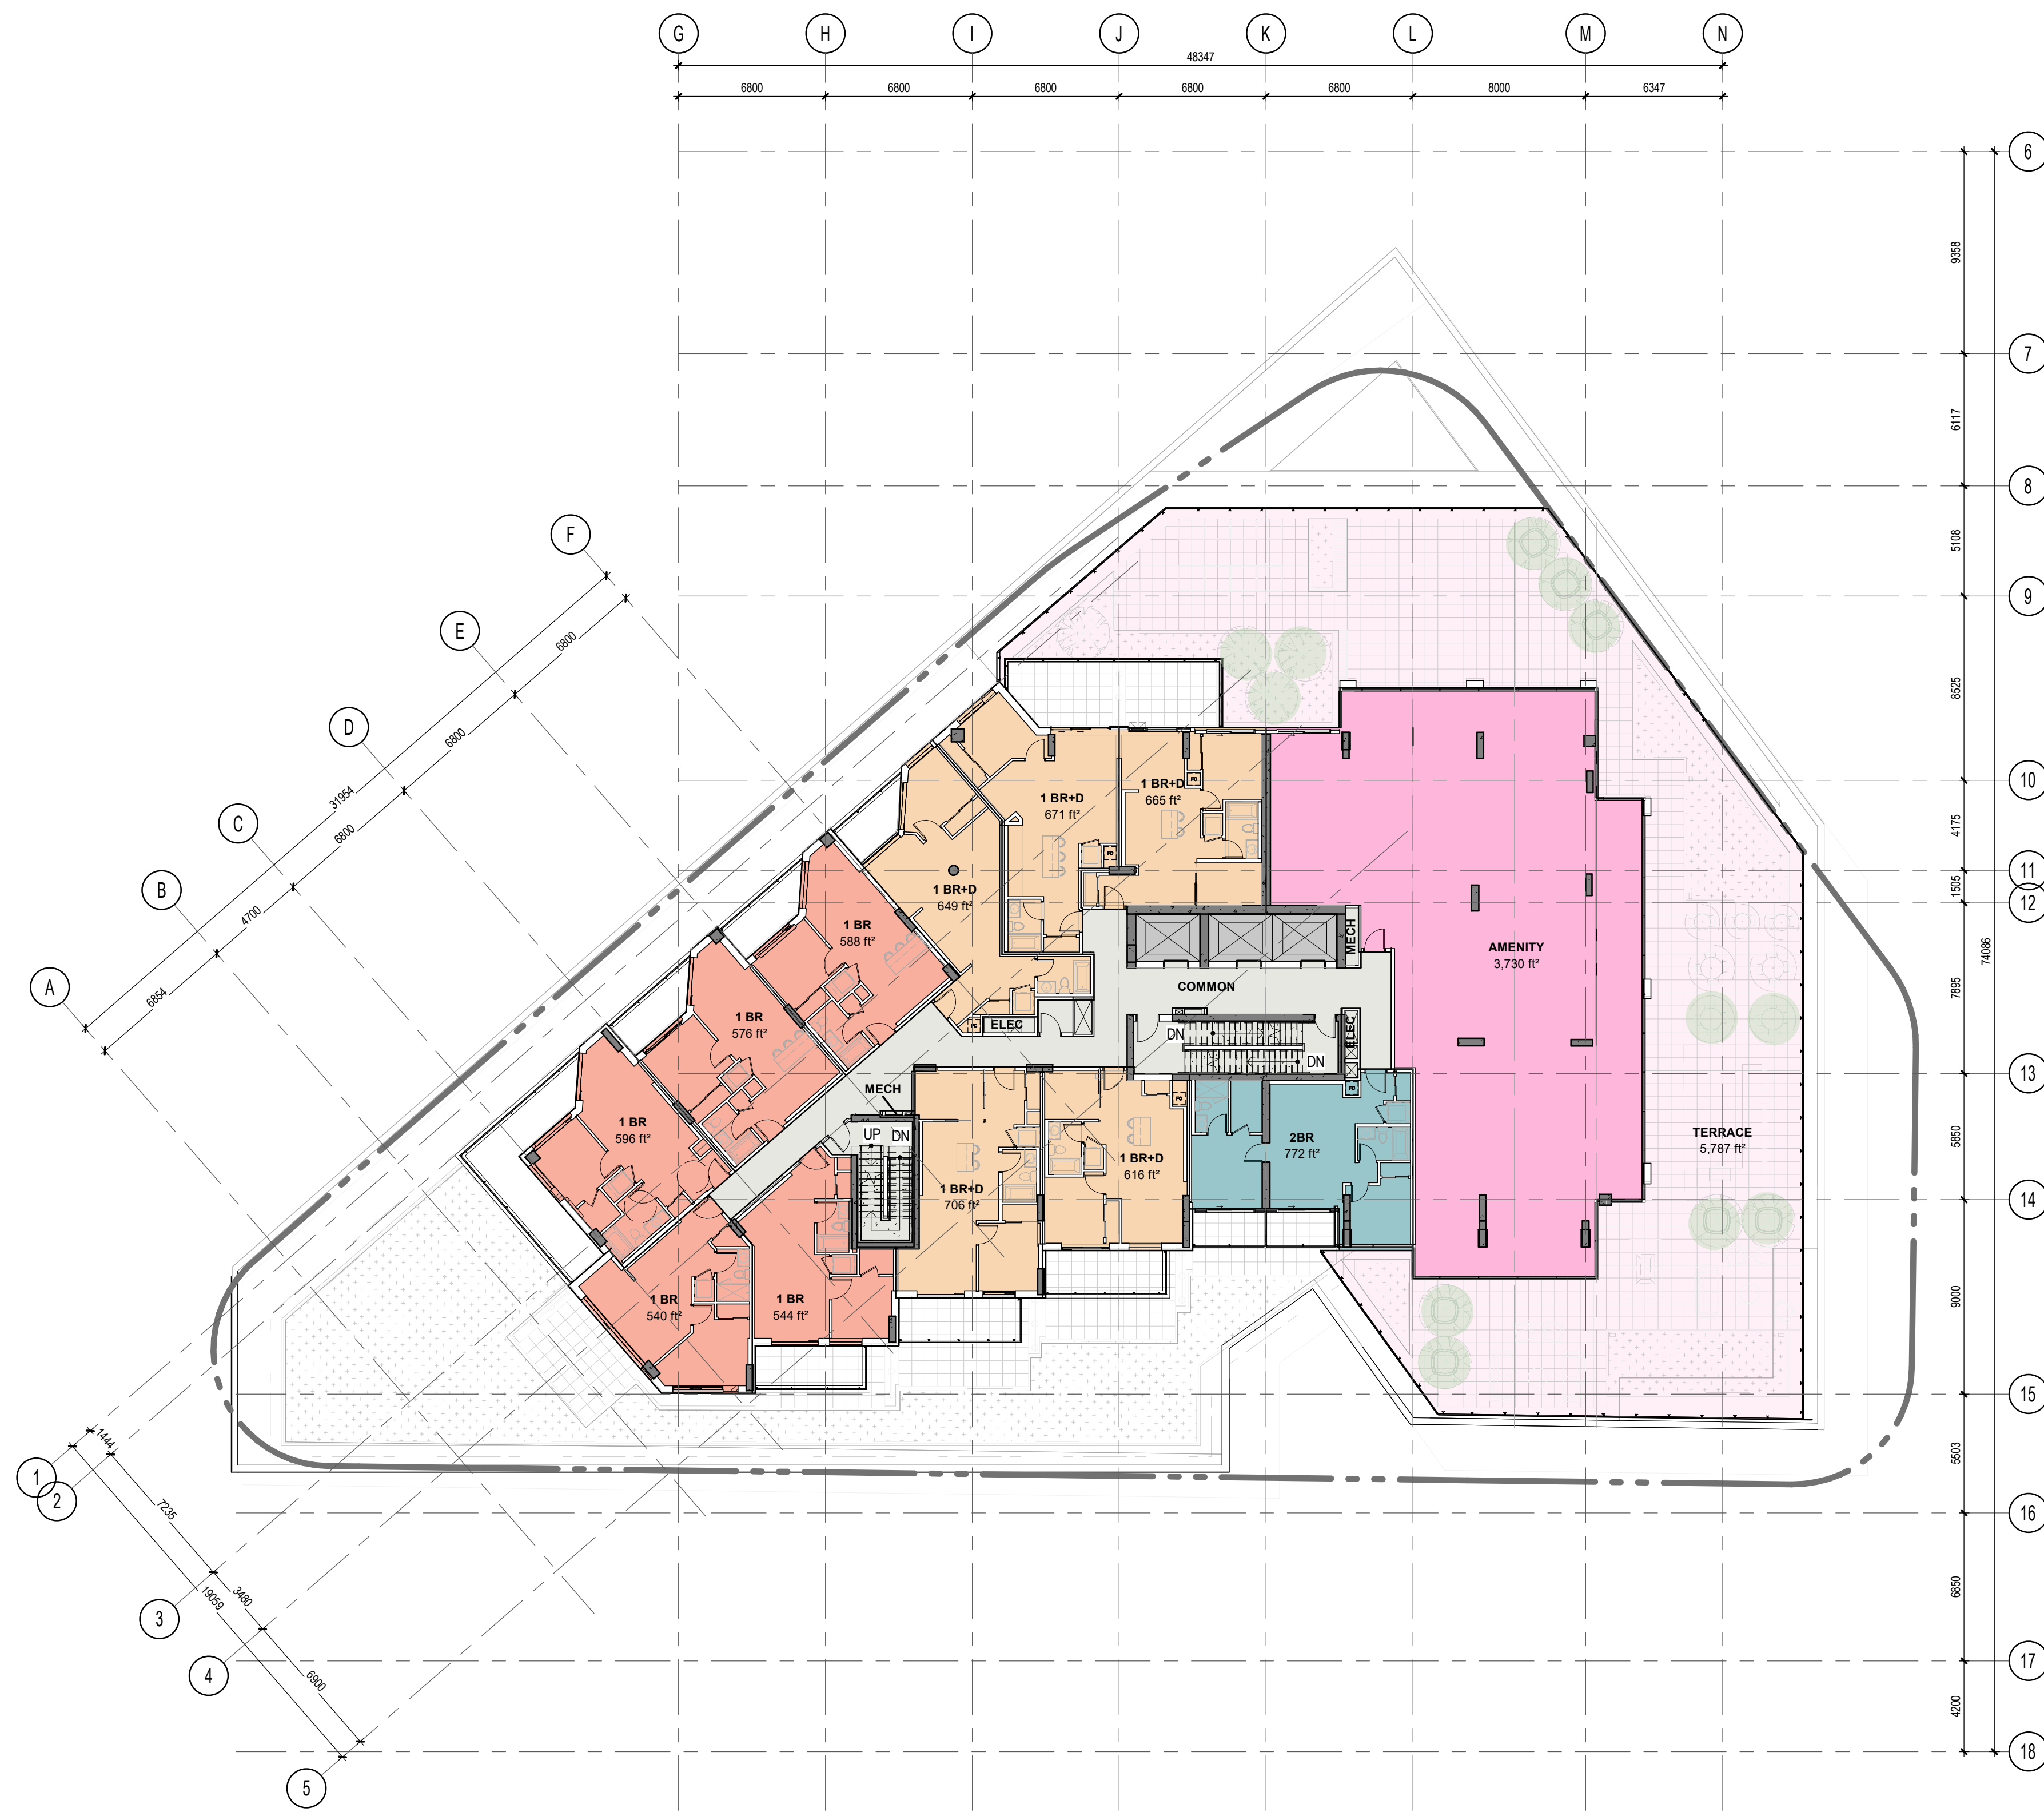 G H I J K L M N
48347
6800 6800 6800 6800 6800 8000 6347
6
9358
7
6117
8
5108
9
8525
10
4175
11
1505
12
7895
74086
13
5850
14
9000
15
5503
16
6850
17
4200
18
F
E
D
C
B
A
6800
6800
31954
6800
4700
6854
1 BR+D
671 ft²
1 BR+D
665 ft²
1 BR+D
649 ft²
1 BR
588 ft²
1 BR
576 ft²
1 BR
596 ft²
1 BR
540 ft²
1 BR
544 ft²
1 BR+D
706 ft²
1 BR+D
616 ft²
2BR
772 ft²
AMENITY
3,730 ft²
TERRACE
5,787 ft²
COMMON
MECH
ELEC
ELEC
DN
DN
MECH
UP DN
1444
7235
3480
19059
6900
1
2
3
4
5